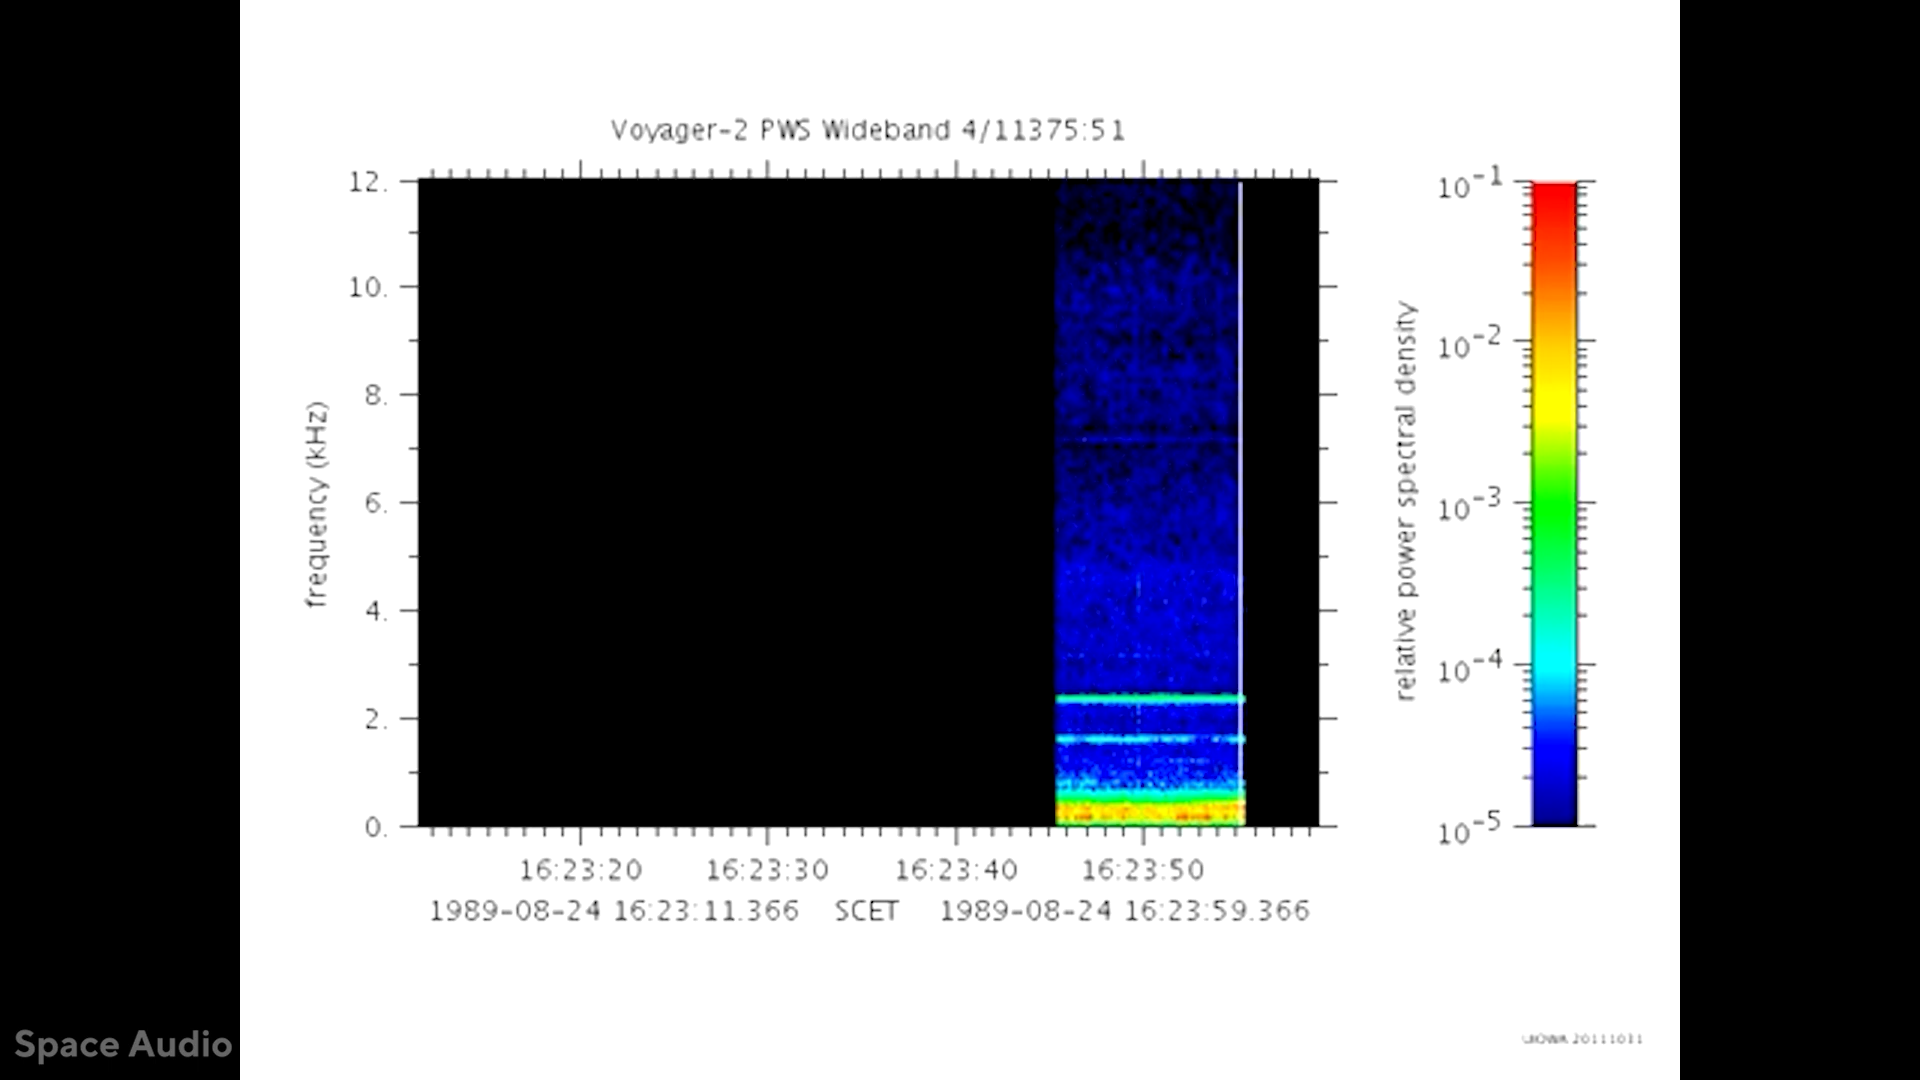 Voyager-2 PWS Wideband 4/11375:51
12.
10.
8.
6.
4.
2.
0.
frequency (kHz)
16:23:20 16:23:30 16:23:40 16:23:50
1989-08-24 16:23:11.366 SCET 1989-08-24 16:23:59.366
10-1
10-2
10-3
10-4
10-5
relative power spectral density
Space Audio
UIOWA 20111031